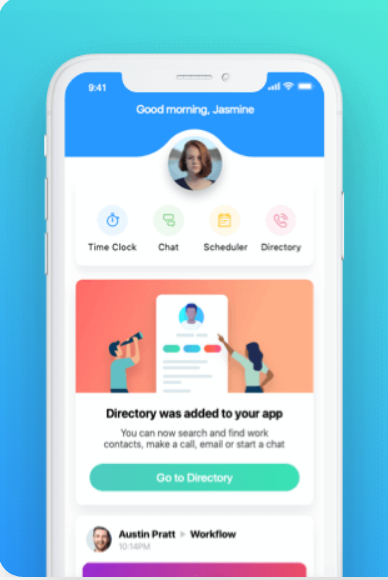 9:41
Good morning, Jasmine
Time Clock Chat Scheduler Directory
Directory was added to your app
You can now search and find work
contacts, make a call, email or start a chat
Go to Directory
Austin Pratt Workflow
10:14PM